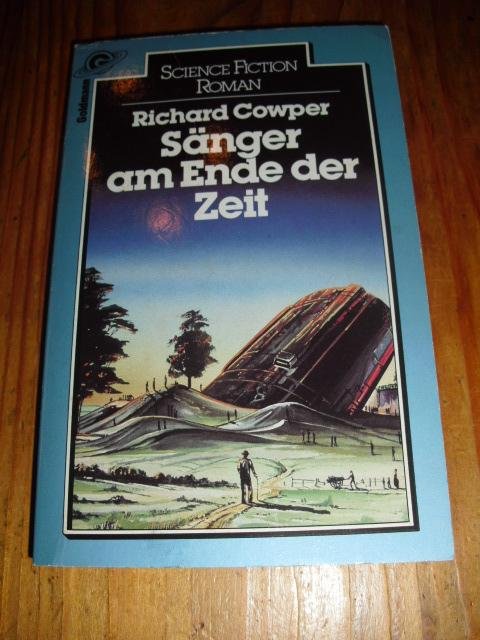 Goldmann
SCIENCE FICTION
ROMAN
Richard Cowper
Sänger
am Ende der
Zeit